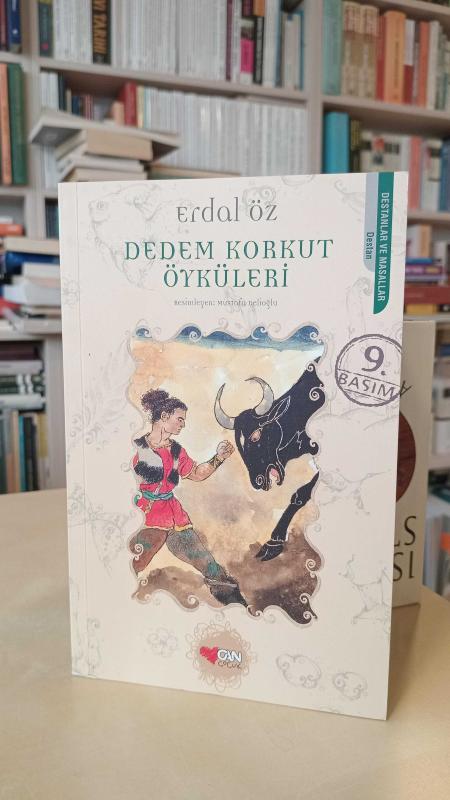 Erdal Öz
DEDEM KORKUT
ÖYKÜLERİ
Resimleyen: Mustafa Delioğlu
DESTANLAR VE MASALLAR
Destan
9.
BASIM
CAN
ÇOCUK